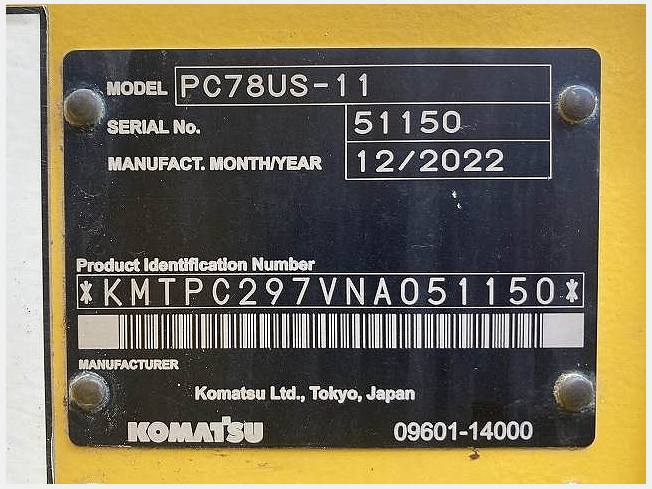 MODEL PC78US-11
SERIAL No. 51150
MANUFACT. MONTH/YEAR 12/2022
Product Identification Number
*KMTPC297VNA051150*
MANUFACTURER
Komatsu Ltd., Tokyo, Japan
KOMATSU 09601-14000